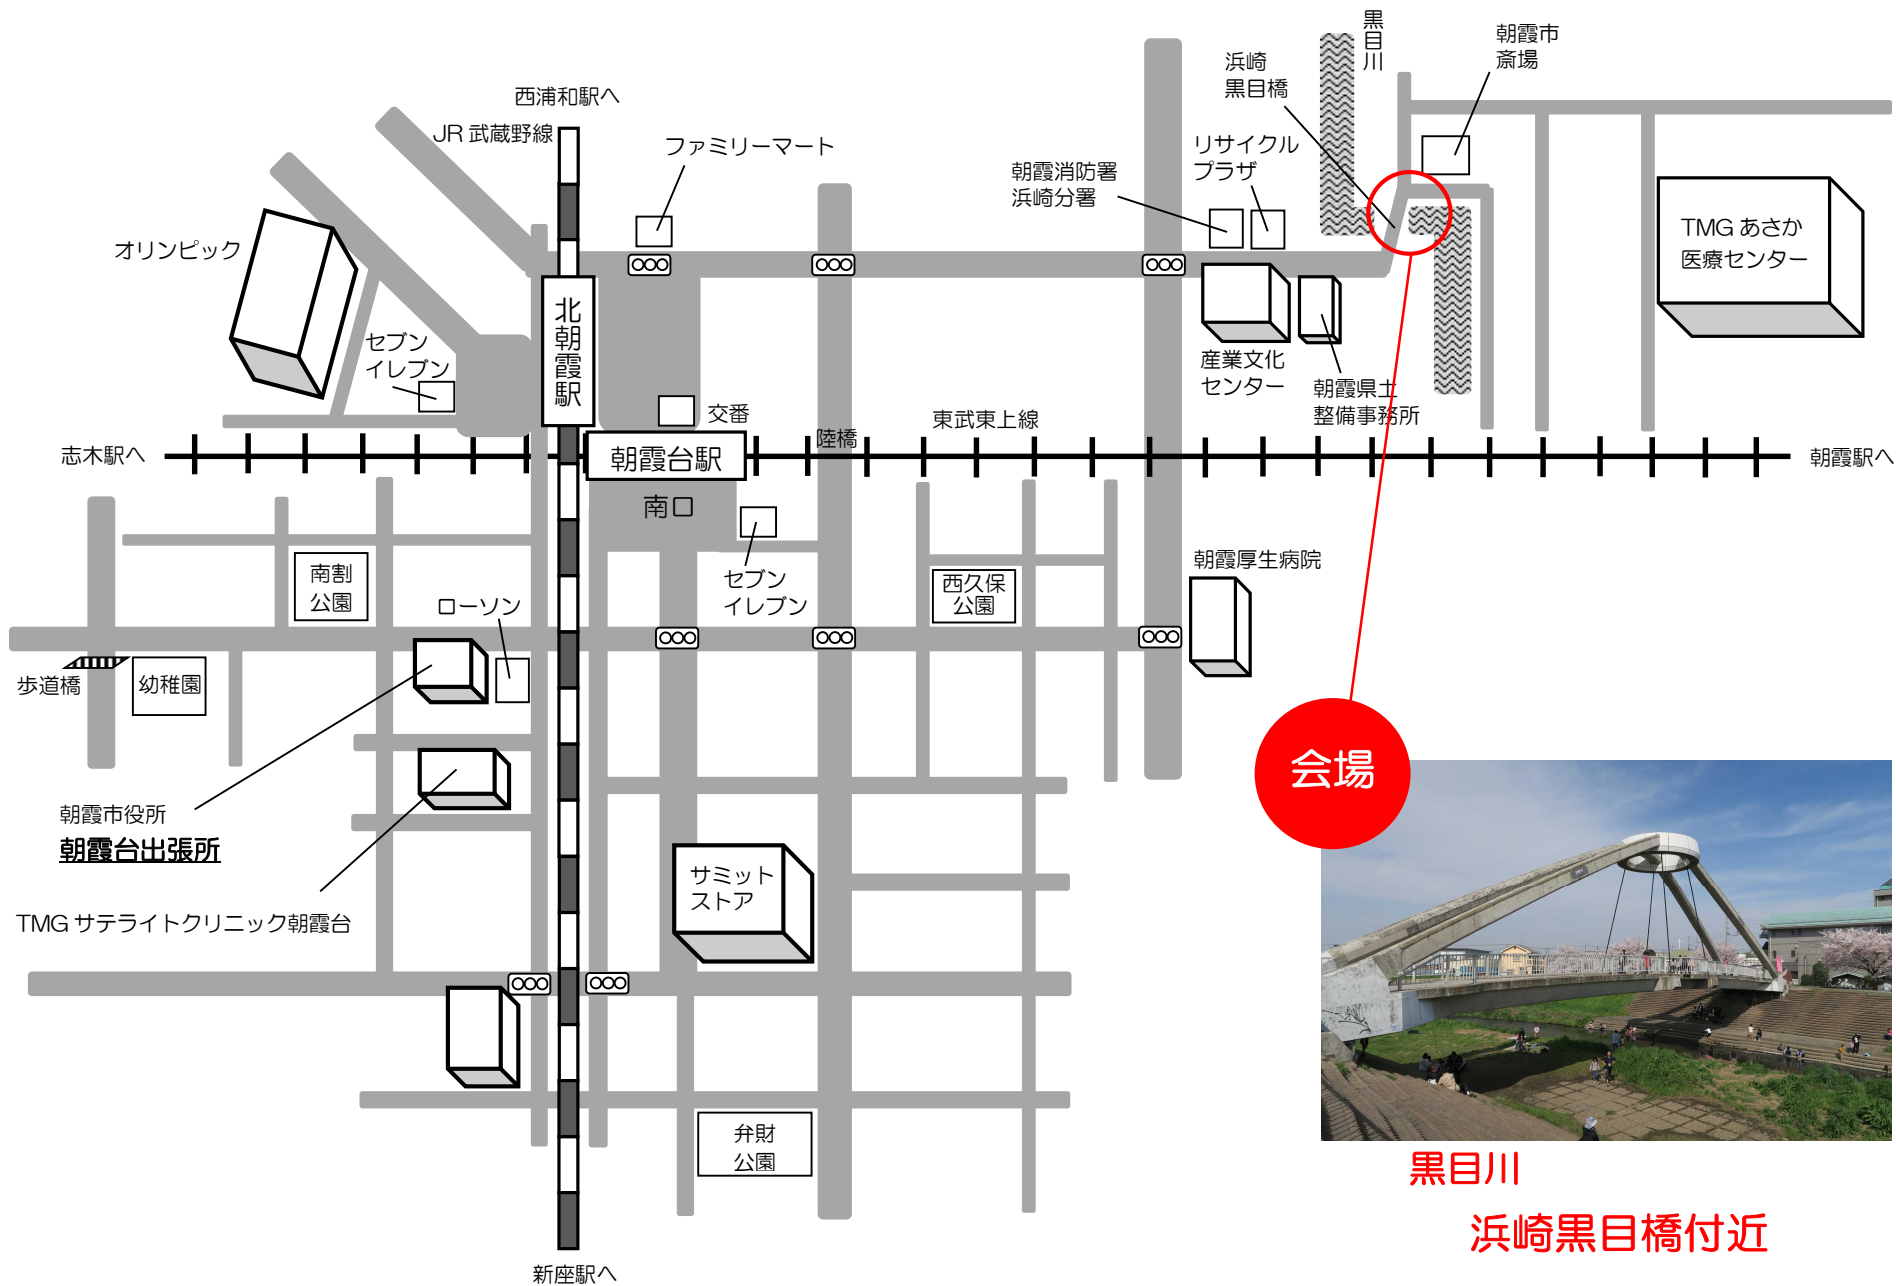 黒目川
朝霞市
斎場
浜崎
黒目橋
西浦和駅へ
JR 武蔵野線
ファミリーマート
リサイクル
プラザ
朝霞消防署
浜崎分署
オリンピック
TMG あさか
医療センター
北朝霞駅
セブン
イレブン
産業文化
センター
朝霞県土
整備事務所
交番
東武東上線
陸橋
志木駅へ
朝霞台駅
朝霞駅へ
南口
セブン
イレブン
朝霞厚生病院
南割
公園
西久保
公園
ローソン
歩道橋
幼稚園
会場
朝霞市役所
朝霞台出張所
サミット
ストア
TMG サテライトクリニック朝霞台
弁財
公園
黒目川
浜崎黒目橋付近
新座駅へ